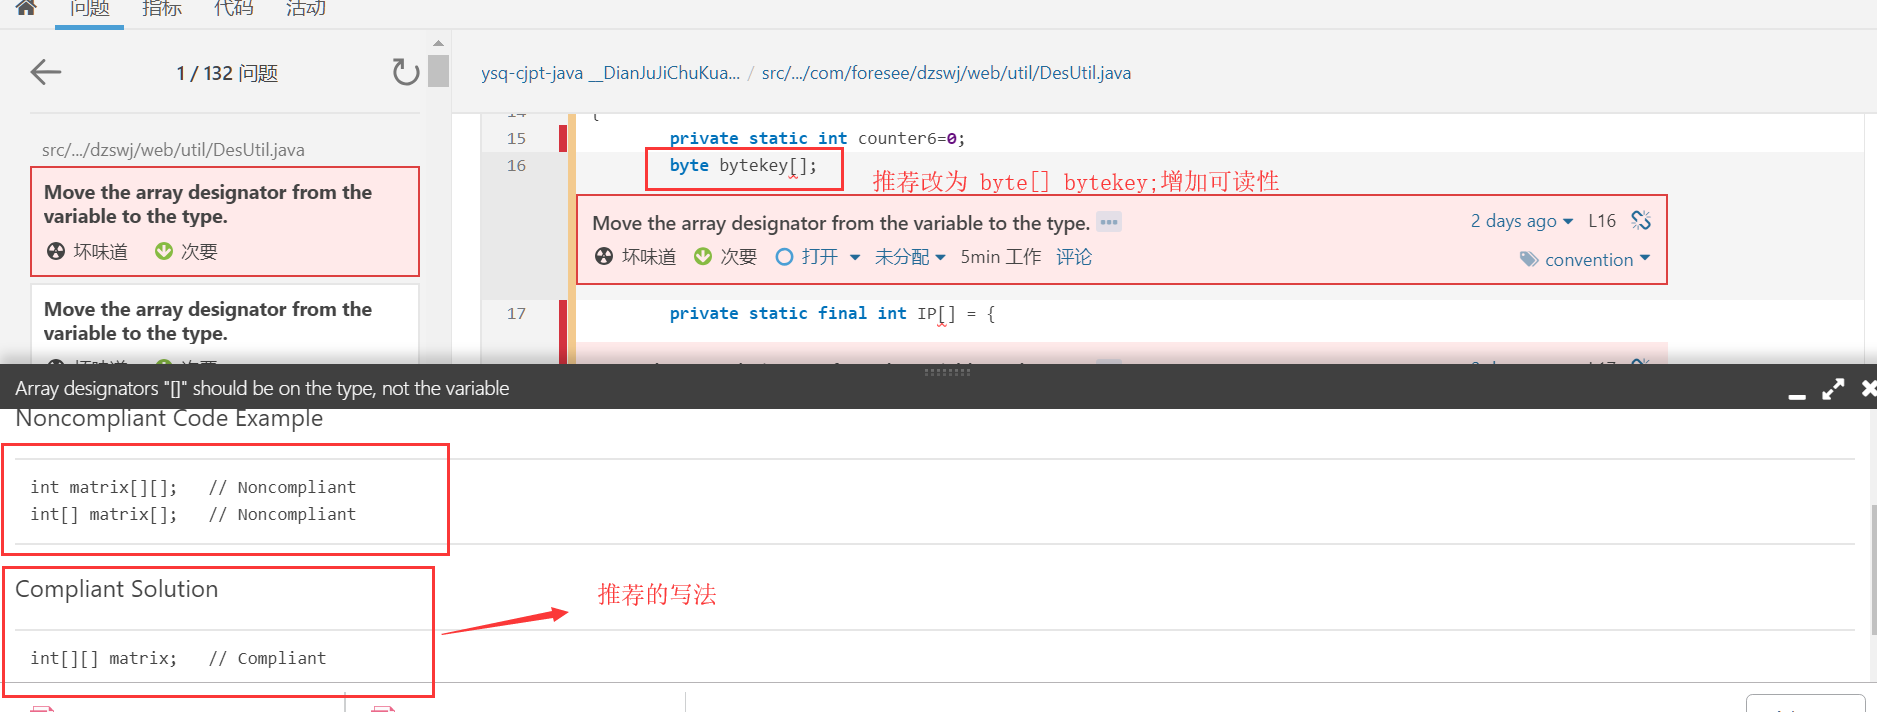 问题 指标 代码 活动
1 / 132 问题
ysq-cjpt-java __DianJuJiChuKua... / src/.../com/foresee/dzswj/web/util/DesUtil.java
src/.../dzswj/web/util/DesUtil.java
Move the array designator from the
variable to the type.
坏味道 次要
Move the array designator from the
variable to the type.
14 {
15 private static int counter6=0;
16 byte bytekey[];
推荐改为 byte[] bytekey;增加可读性
Move the array designator from the variable to the type. 2 days ago L16
坏味道 次要 打开 未分配 5min 工作 评论 convention
17 private static final int IP[] = {
Array designators "[]" should be on the type, not the variable
Noncompliant Code Example
int matrix[][]; // Noncompliant
int[] matrix[]; // Noncompliant
Compliant Solution
推荐的写法
int[][] matrix; // Compliant